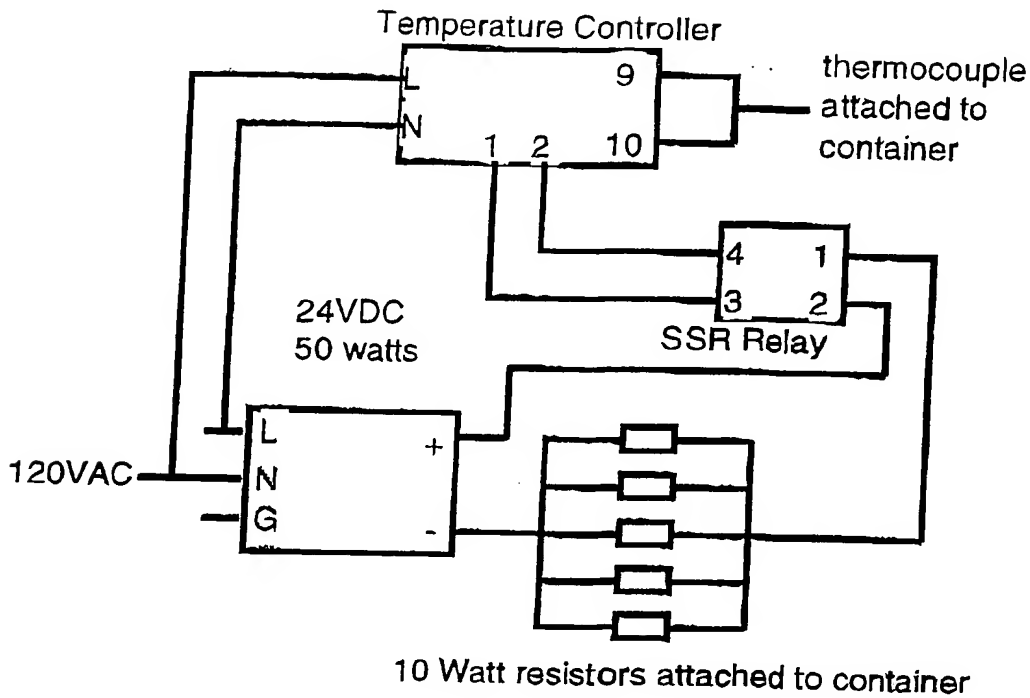 Temperature Controller
L
9
thermocouple
attached to
container
N
1 2 10
4 1
3 2
SSR Relay
24VDC
50 watts
L
+
120VAC
N
G
-
10 Watt resistors attached to container